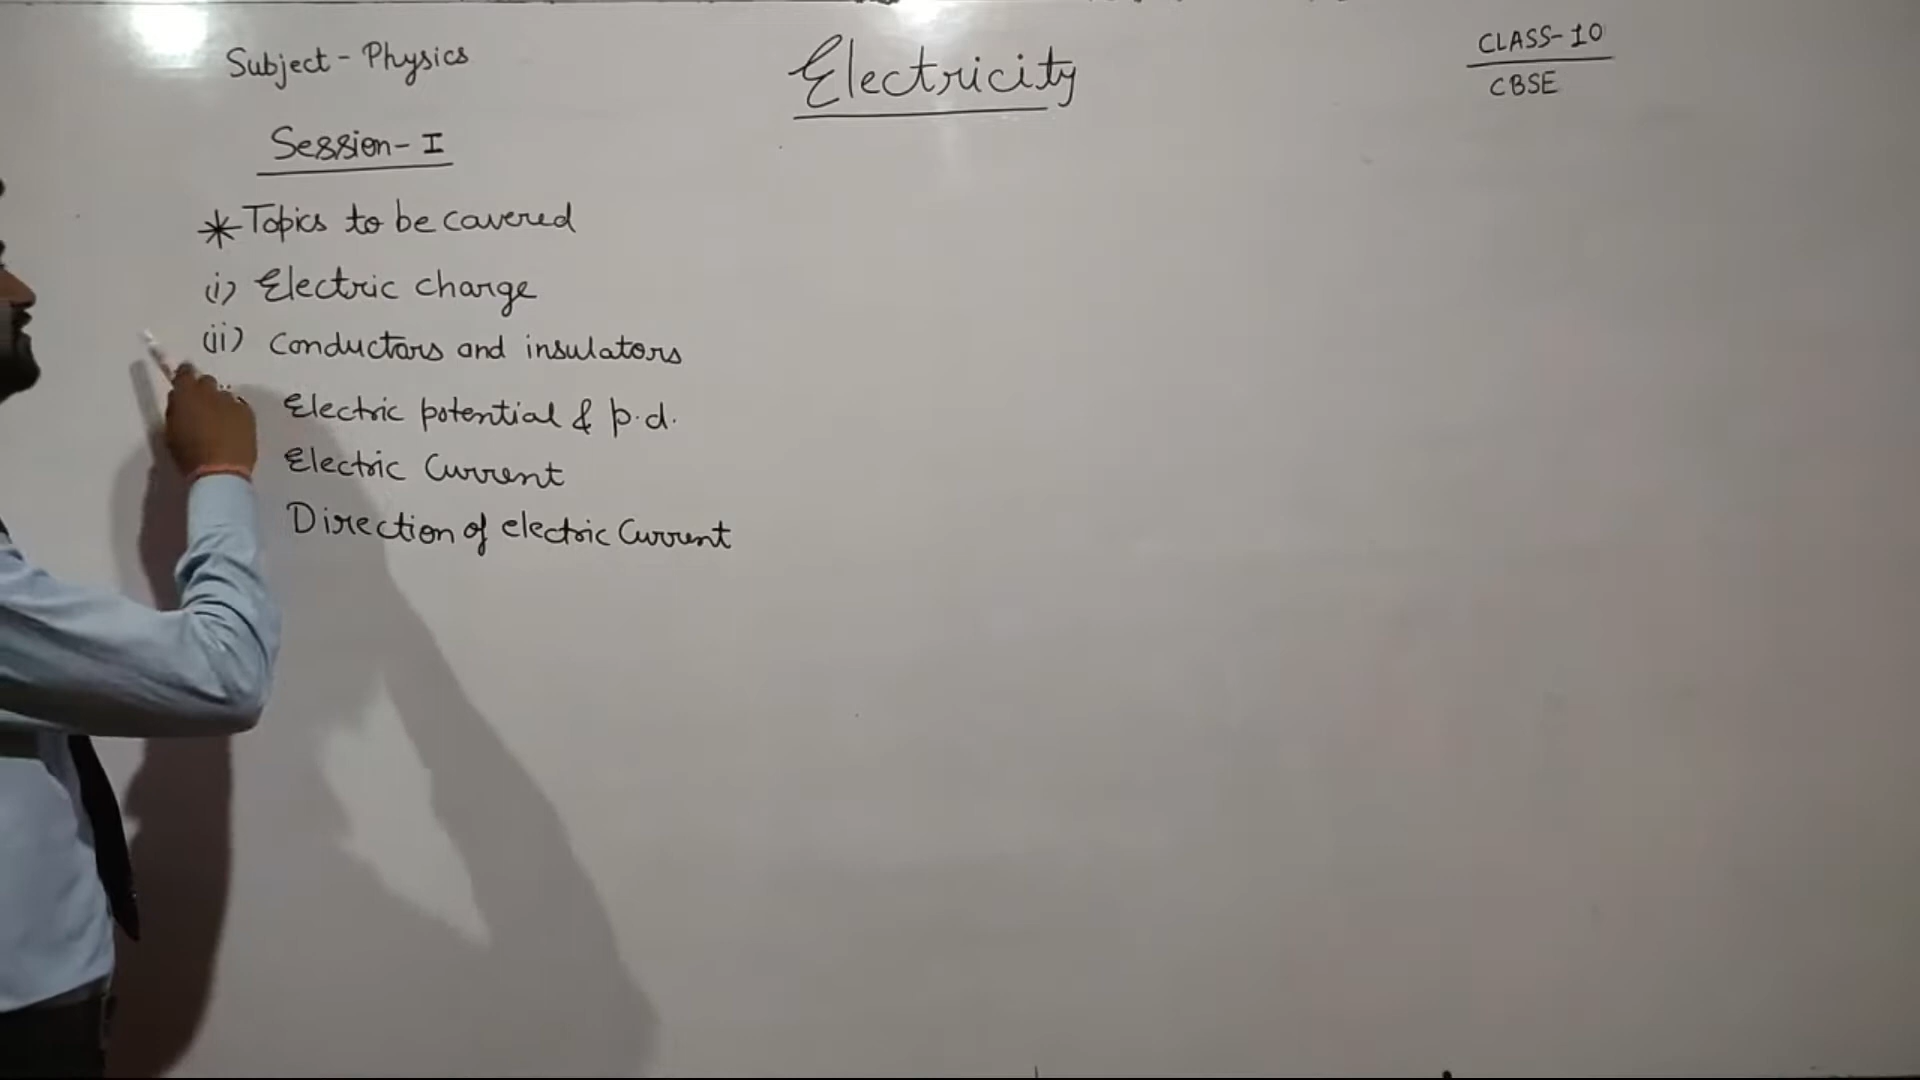 Subject - Physics
Electricity
CLASS-10
CBSE
Session - I
* Topics to be cavered
(i) Electric charge
(ii) Conductors and insulators
Electric potential & p.d.
Electric Current
Direction of electric Current